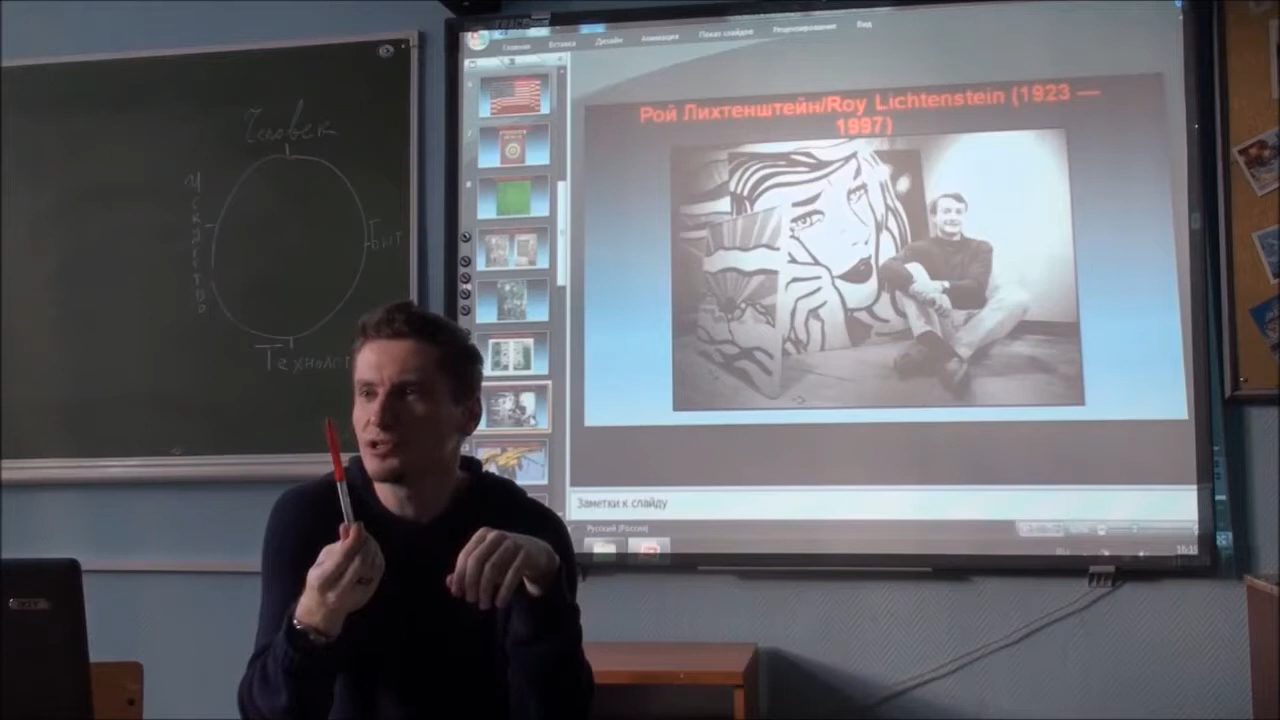 Человек
Искусство
Быт
Технолог
Главная Вставка Дизайн Анимация Показ слайдов Рецензирование Вид
Рой Лихтенштейн/Roy Lichtenstein (1923 —
1997)
Заметки к слайду
Русский (Россия)
acer